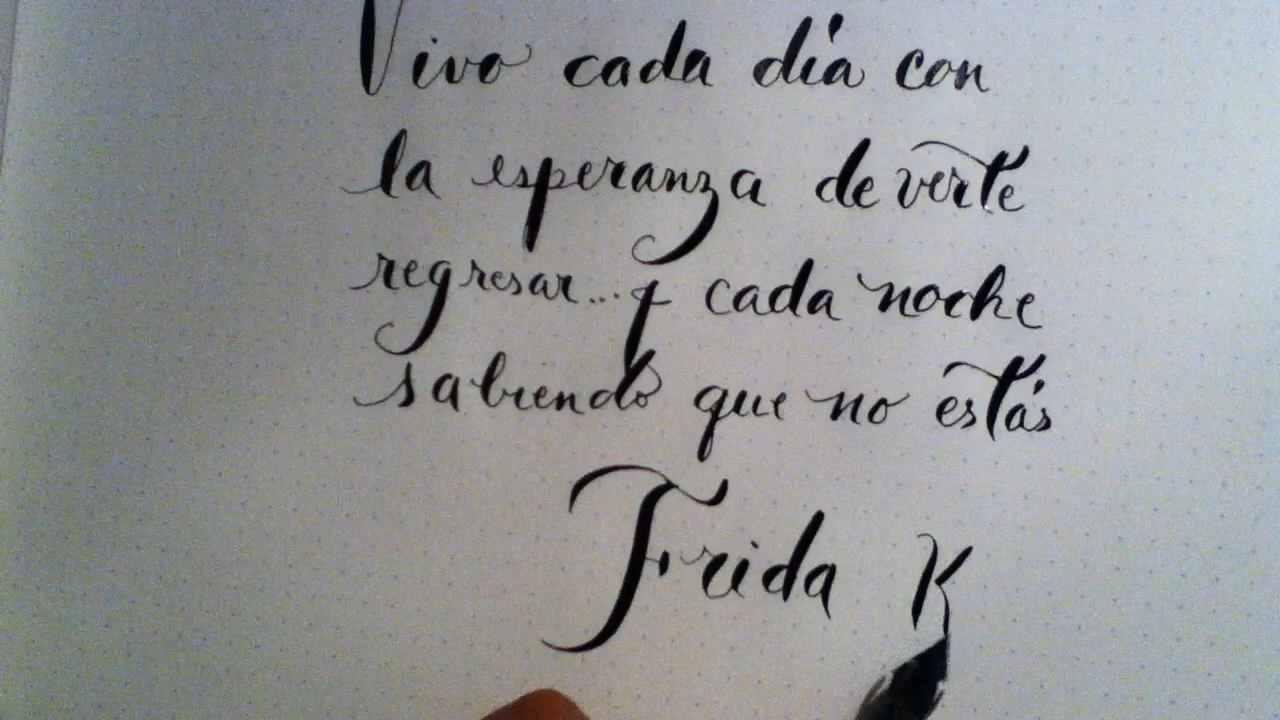 Vivo cada día con
la esperanza de verte
regresar...y cada noche
sabiendo que no estás
Frida K